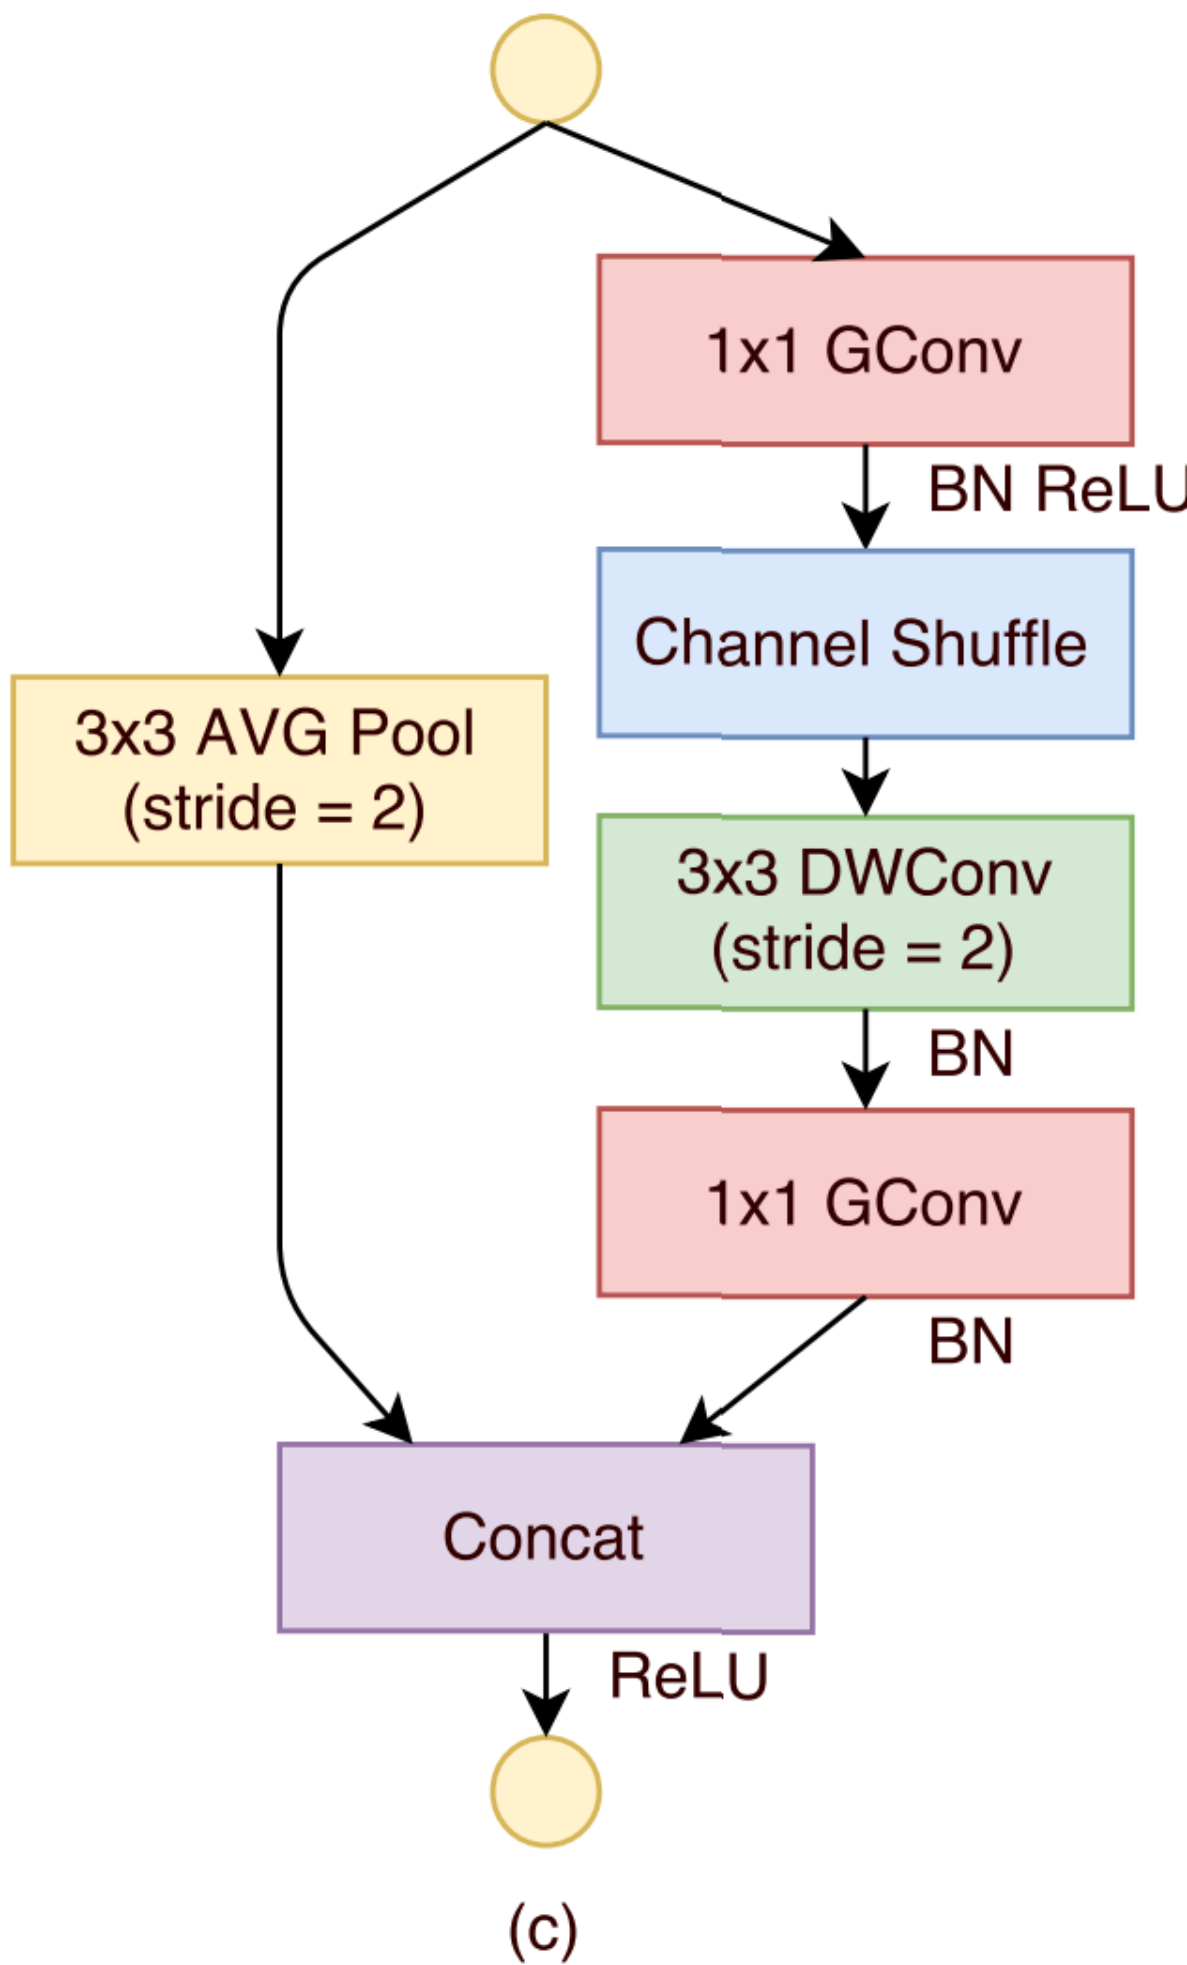 1x1 GConv
BN ReLU
Channel Shuffle
3x3 AVG Pool
(stride = 2)
3x3 DWConv
(stride = 2)
BN
1x1 GConv
BN
Concat
ReLU
(c)